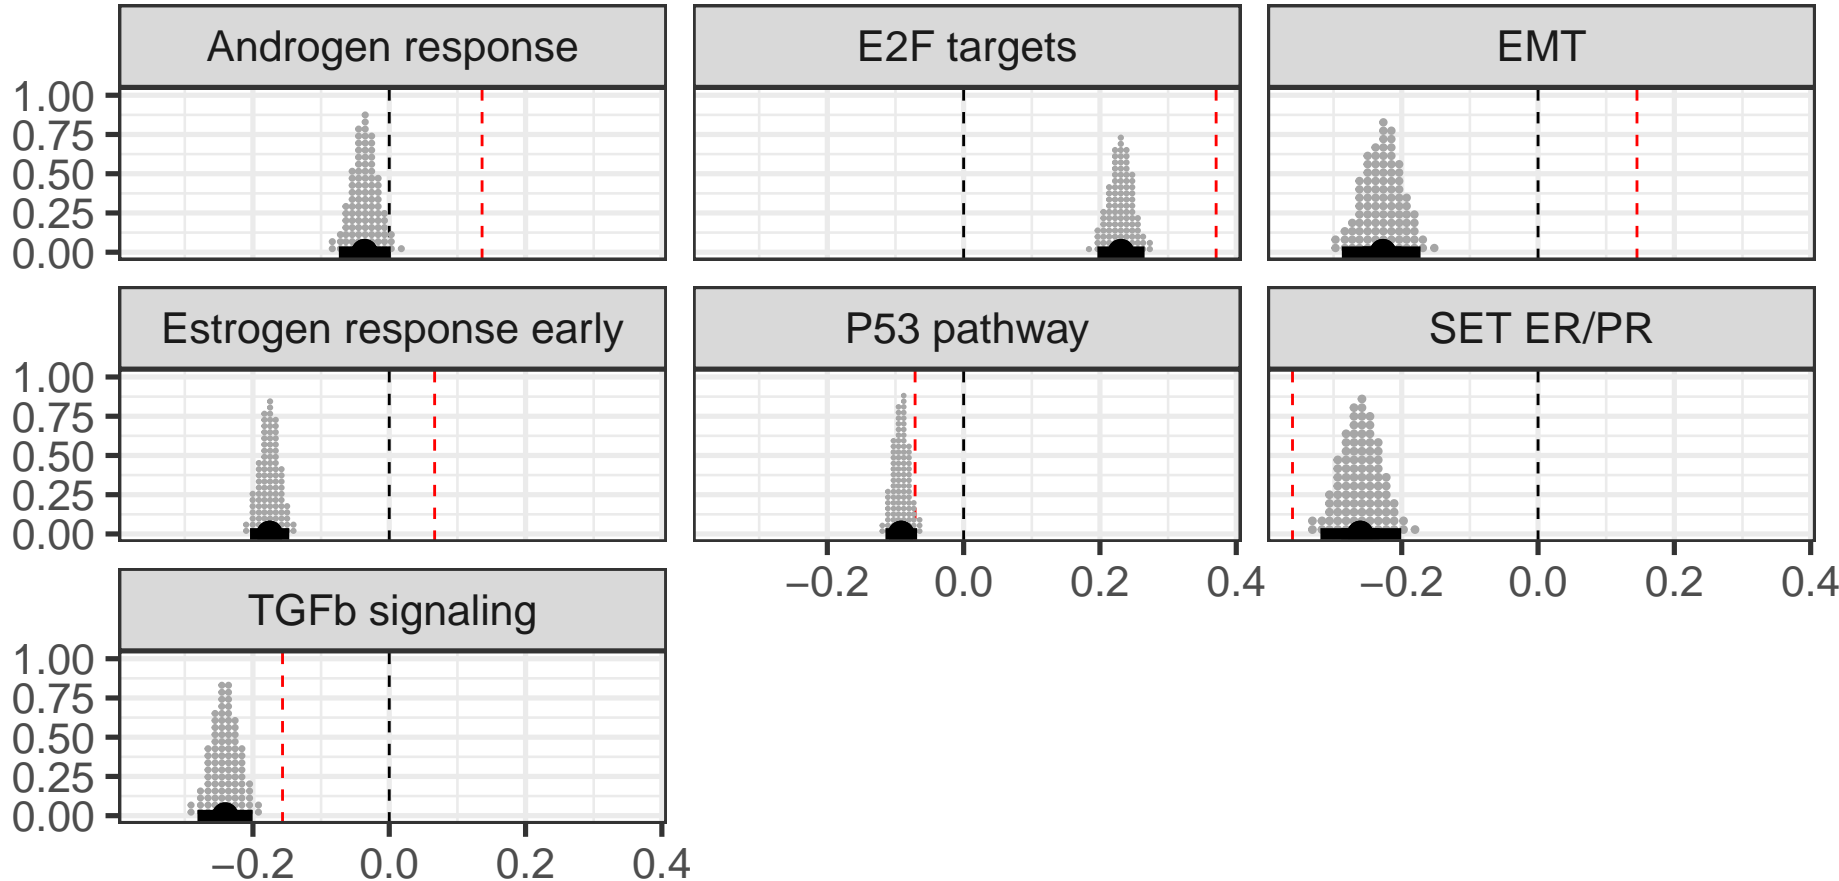 Androgen response
E2F targets
EMT
1.00
0.75
0.50
0.25
0.00
Estrogen response early
P53 pathway
SET ER/PR
1.00
0.75
0.50
0.25
0.00
−0.2 0.0 0.2 0.4
−0.2 0.0 0.2 0.4
TGFb signaling
1.00
0.75
0.50
0.25
0.00
−0.2 0.0 0.2 0.4